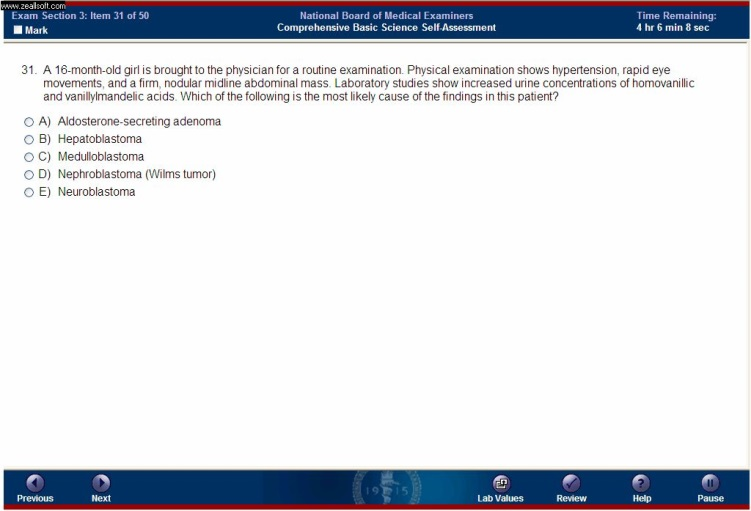 www.zeallsoft.com
Exam Section 3: Item 31 of 50
National Board of Medical Examiners
Time Remaining:
Mark
Comprehensive Basic Science Self-Assessment
4 hr 6 min 8 sec
31. A 16-month-old girl is brought to the physician for a routine examination. Physical examination shows hypertension, rapid eye
movements, and a firm, nodular midline abdominal mass. Laboratory studies show increased urine concentrations of homovanillic
and vanillylmandelic acids. Which of the following is the most likely cause of the findings in this patient?
A) Aldosterone-secreting adenoma
B) Hepatoblastoma
C) Medulloblastoma
D) Nephroblastoma (Wilms tumor)
E) Neuroblastoma
1915
Previous
Next
Lab Values
Review
Help
Pause